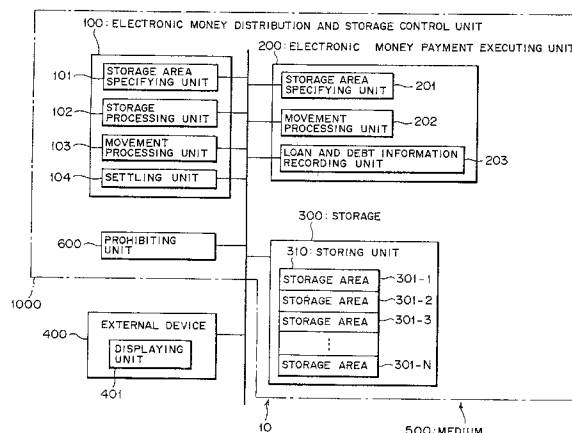 100: ELECTRONIC MONEY DISTRIBUTION AND STORAGE CONTROL UNIT
200: ELECTRONIC MONEY PAYMENT EXECUTING UNIT
101
STORAGE AREA
SPECIFYING UNIT
102
STORAGE
PROCESSING UNIT
103
MOVEMENT
PROCESSING UNIT
104
SETTLING UNIT
STORAGE AREA
SPECIFYING UNIT
201
MOVEMENT
PROCESSING UNIT
202
LOAN AND DEBT INFORMATION
RECORDING UNIT
203
600
PROHIBITING
UNIT
300: STORAGE
310: STORING UNIT
STORAGE AREA
301-1
STORAGE AREA
301-2
STORAGE AREA
301-3
STORAGE AREA
301-N
1000
400
EXTERNAL DEVICE
DISPLAYING
UNIT
401
10
500: MEDIUM